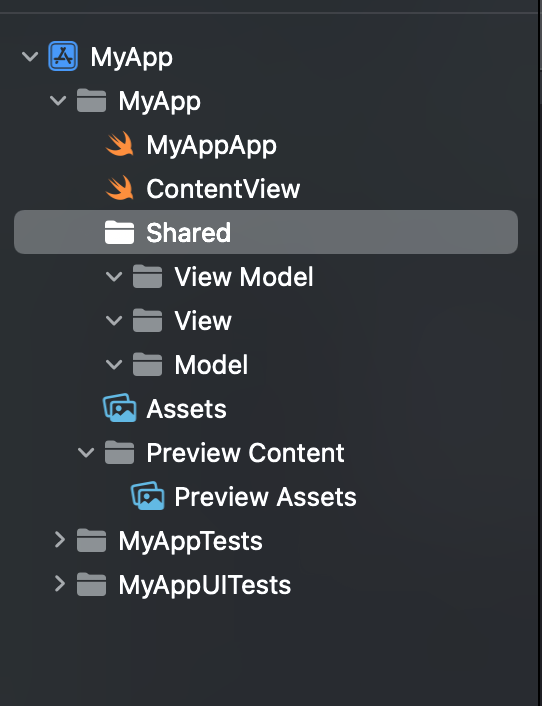 MyApp
MyApp
MyAppApp
ContentView
Shared
View Model
View
Model
Assets
Preview Content
Preview Assets
MyAppTests
MyAppUITests